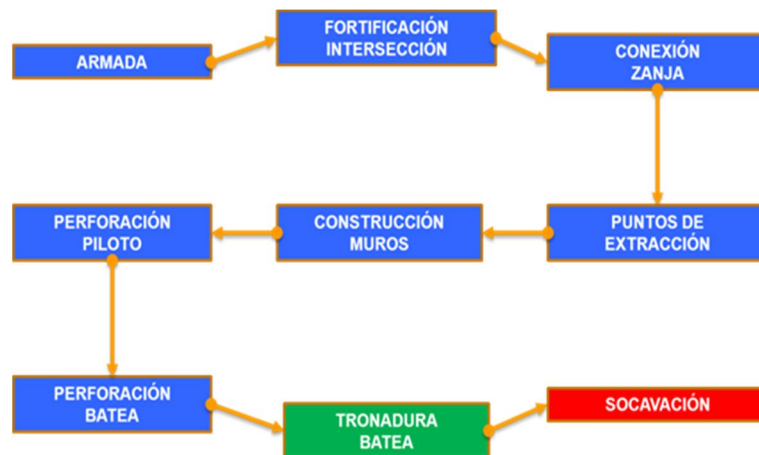 ARMADA
FORTIFICACIÓN
INTERSECCIÓN
CONEXIÓN
ZANJA
PUNTOS DE
EXTRACCIÓN
CONSTRUCCIÓN
MUROS
PERFORACIÓN
PILOTO
PERFORACIÓN
BATEA
TRONADURA
BATEA
SOCAVACIÓN